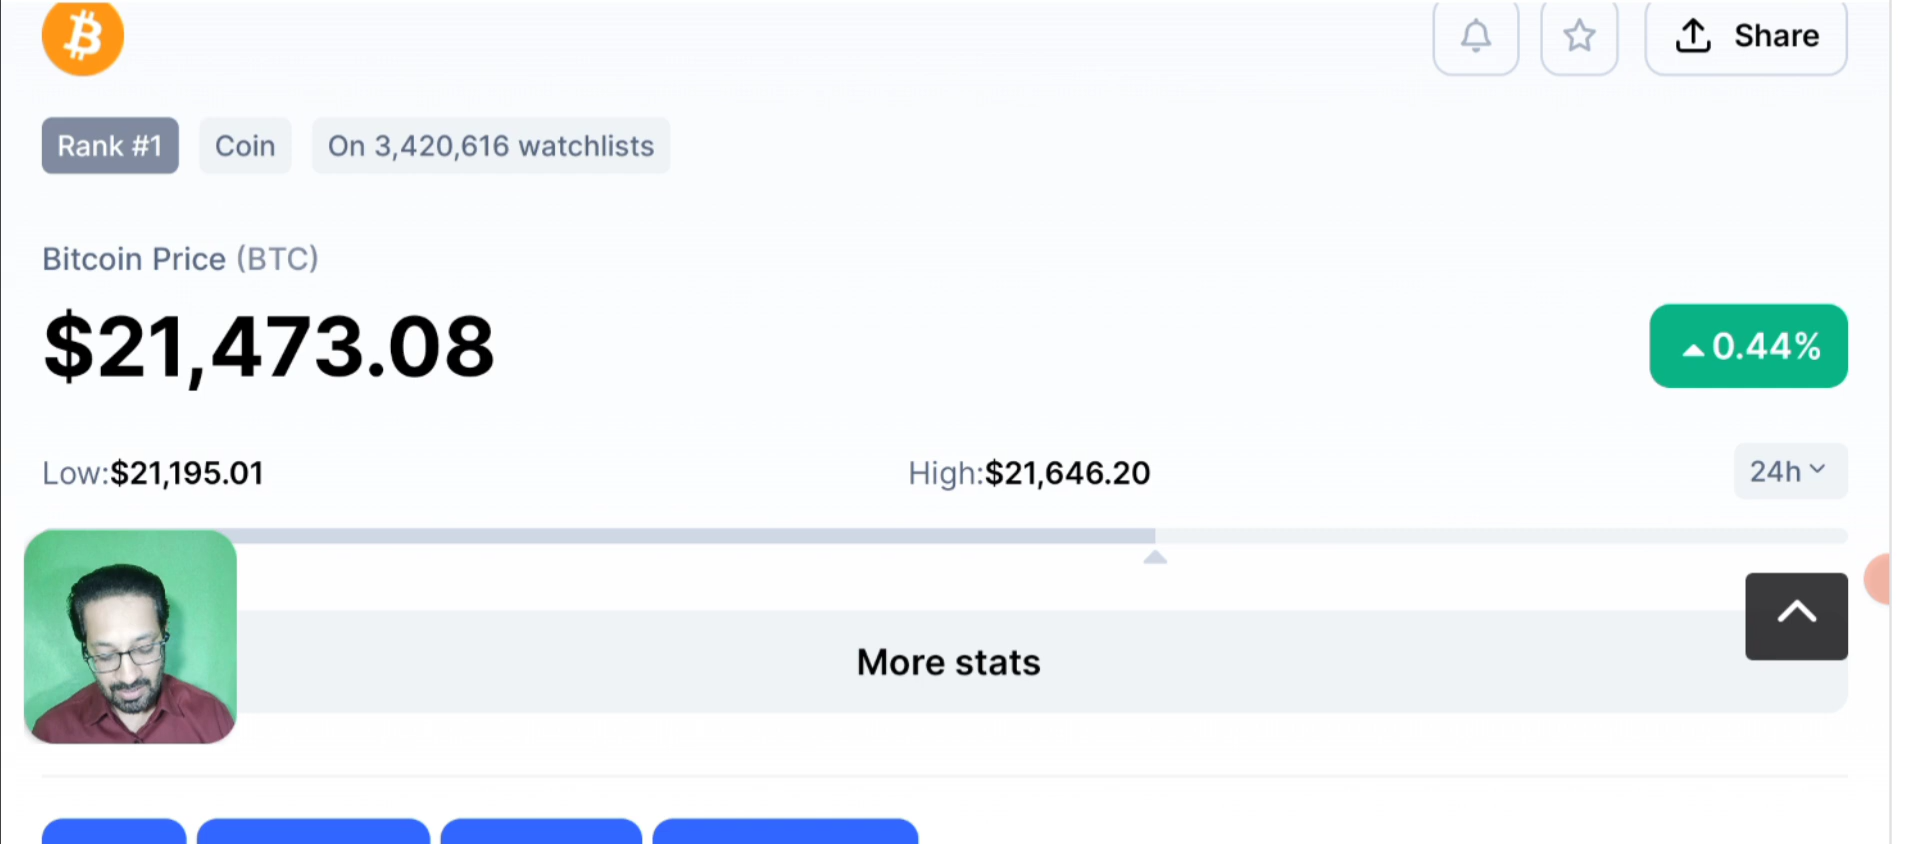 Share
Rank #1 Coin On 3,420,616 watchlists
Bitcoin Price (BTC)
$21,473.08 0.44%
Low:$21,195.01 High:$21,646.20 24h
More stats